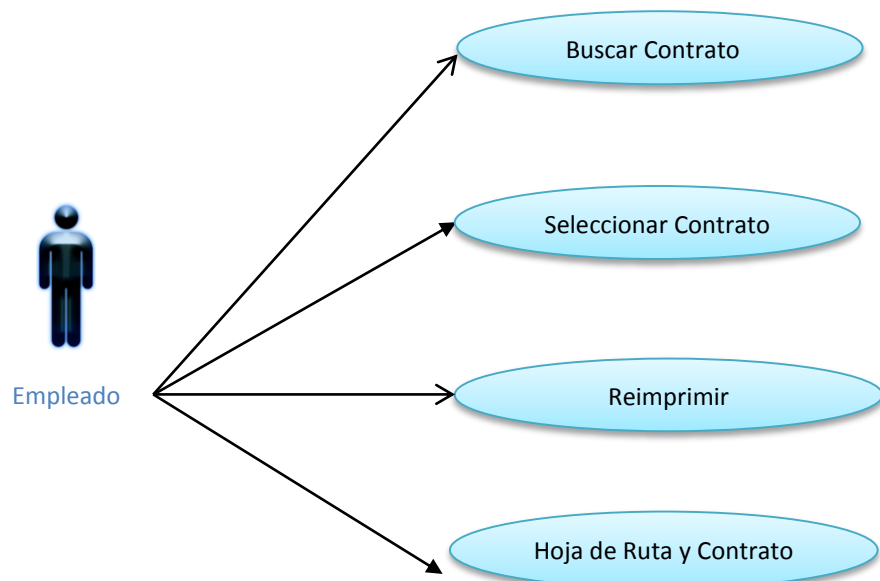 Buscar Contrato
Seleccionar Contrato
Empleado
Reimprimir
Hoja de Ruta y Contrato